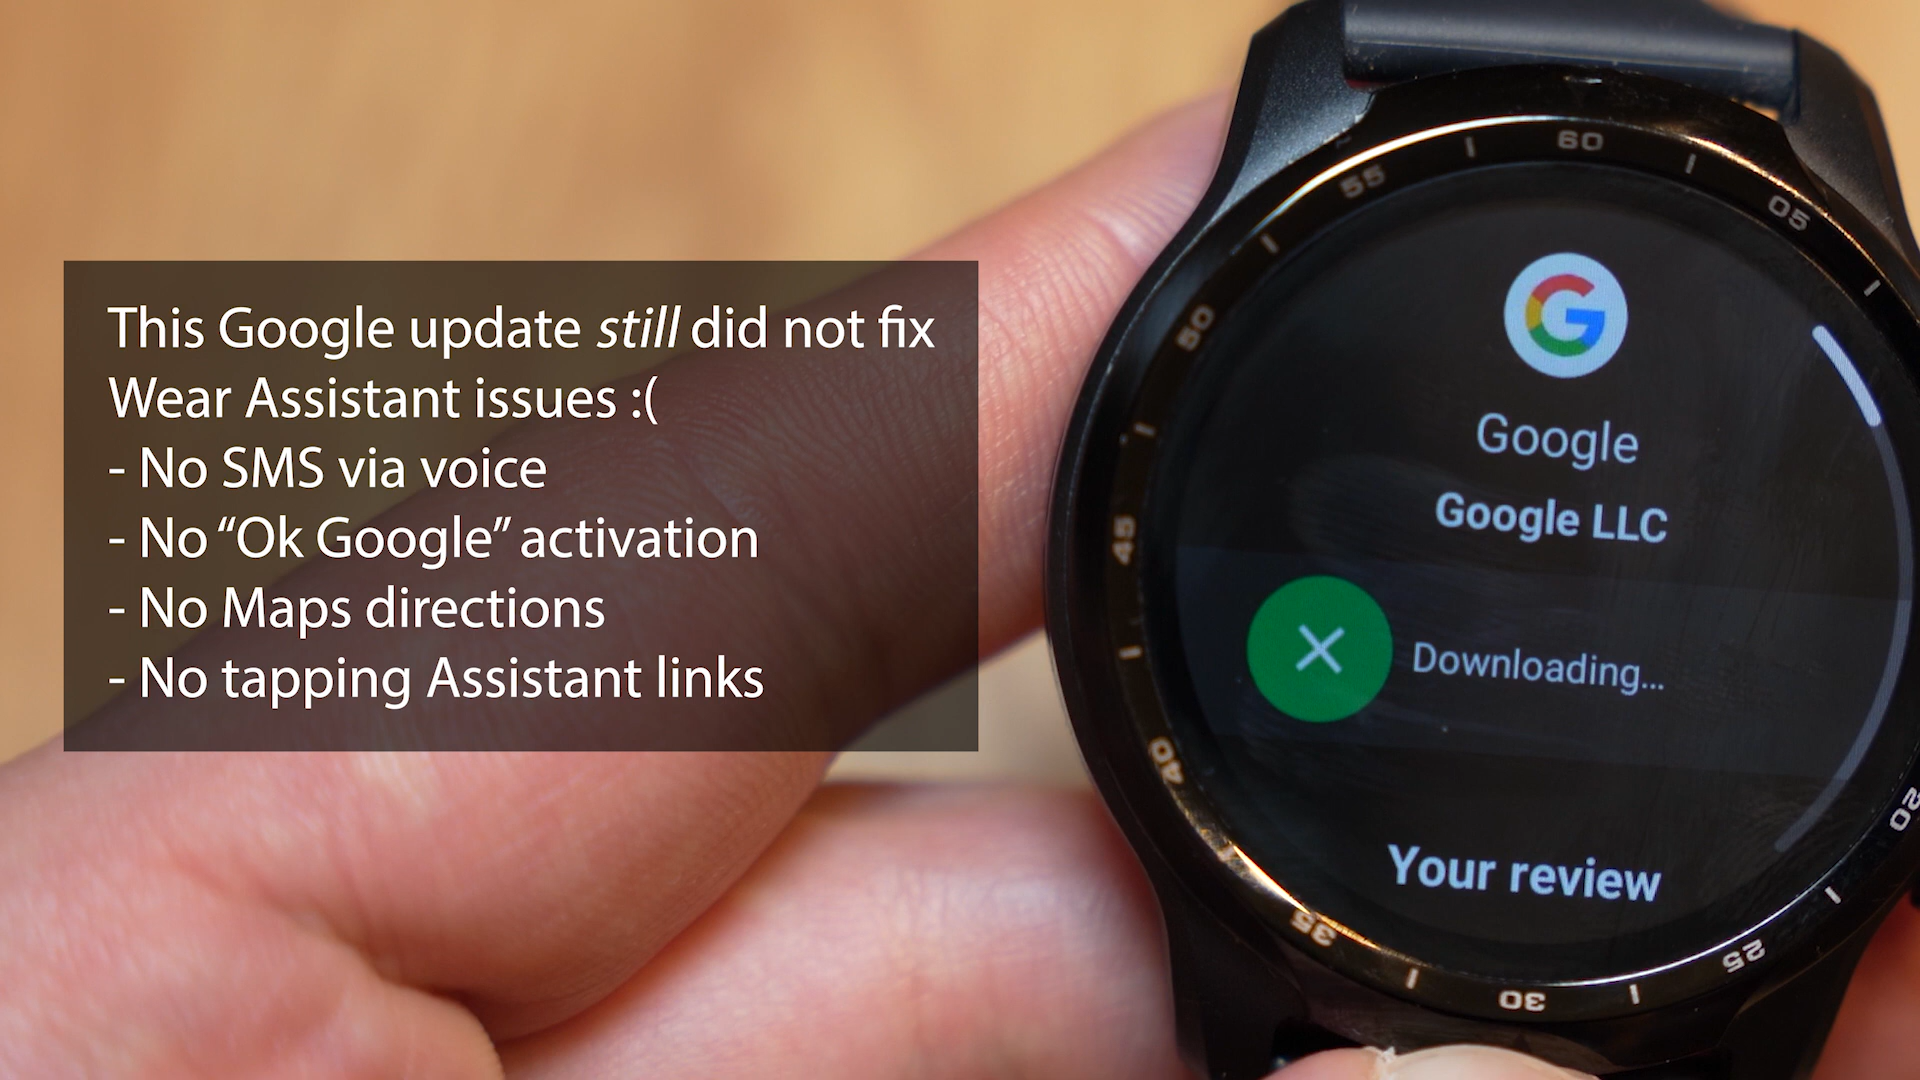 This Google update still did not fix
Wear Assistant issues :(
- No SMS via voice
- No “Ok Google” activation
- No Maps directions
- No tapping Assistant links
60
05
20
25
30
35
40
45
50
55
G
Google
Google LLC
Downloading...
Your review